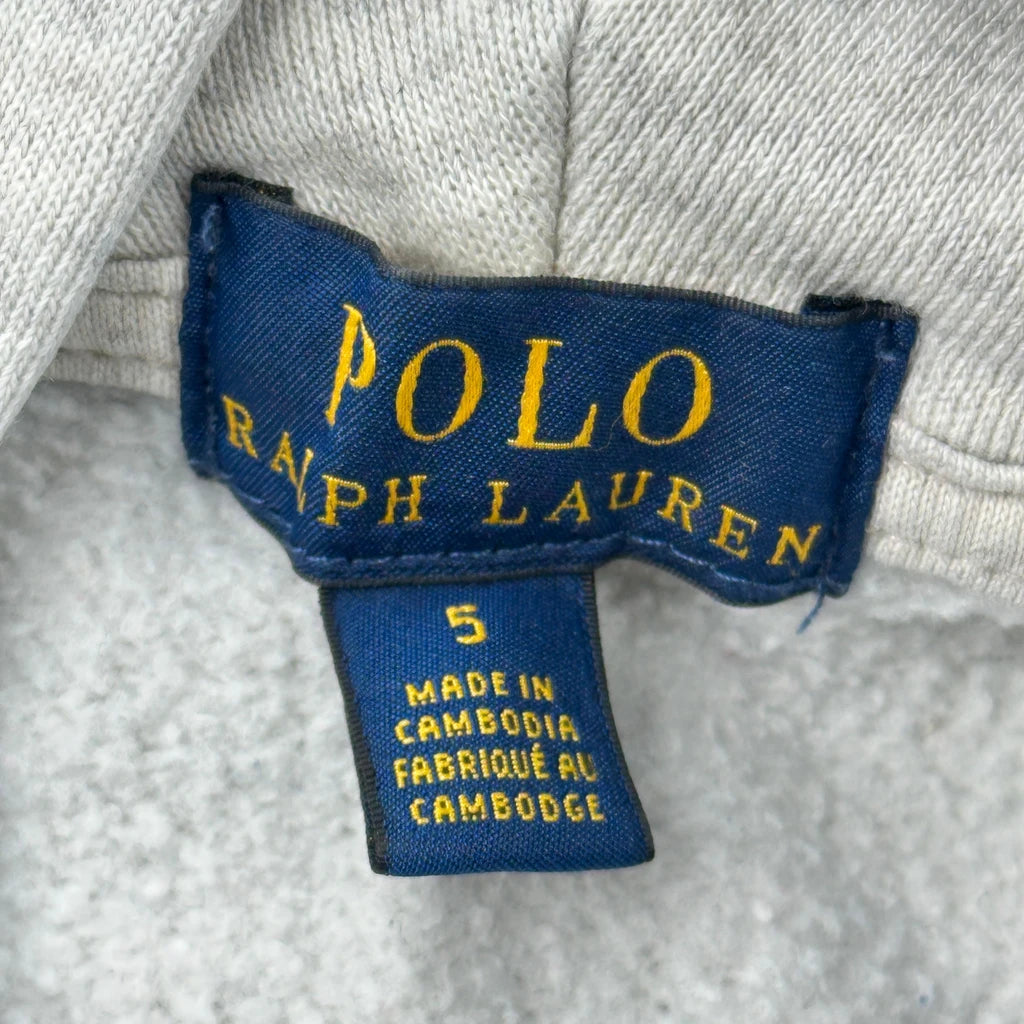 POLO
RALPH LAUREN
5
MADE IN
CAMBODIA
FABRIQUÉ AU
CAMBODGE